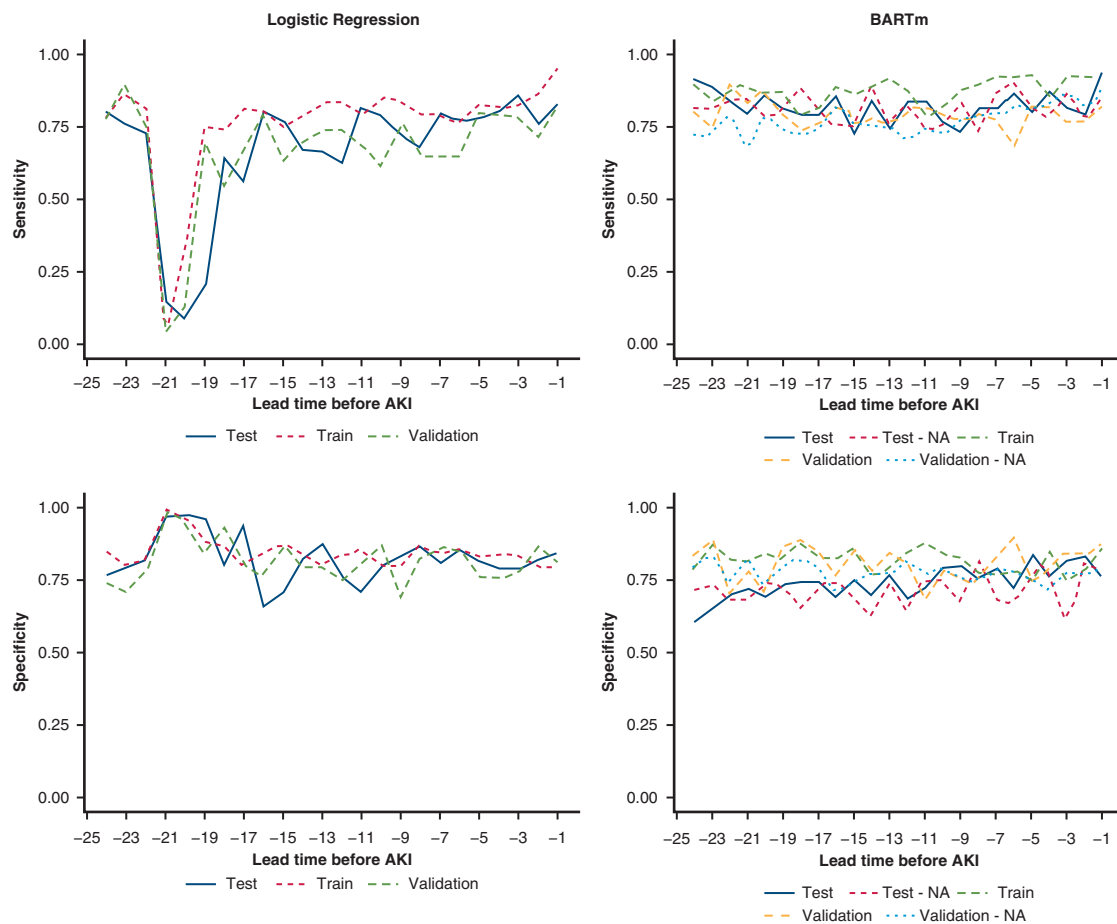 Logistic Regression
1.00
0.75
0.50
0.25
0.00
Sensitivity
−25 −23 −21 −19 −17 −15 −13 −11 −9 −7 −5 −3 −1
Lead time before AKI
Test Train Validation
BARTm
1.00
0.75
0.50
0.25
0.00
Sensitivity
−25 −23 −21 −19 −17 −15 −13 −11 −9 −7 −5 −3 −1
Lead time before AKI
Test Test - NA Train
Validation Validation - NA
1.00
0.75
0.50
0.25
0.00
Specificity
−25 −23 −21 −19 −17 −15 −13 −11 −9 −7 −5 −3 −1
Lead time before AKI
Test Train Validation
1.00
0.75
0.50
0.25
0.00
Specificity
−25 −23 −21 −19 −17 −15 −13 −11 −9 −7 −5 −3 −1
Lead time before AKI
Test Test - NA Train
Validation Validation - NA